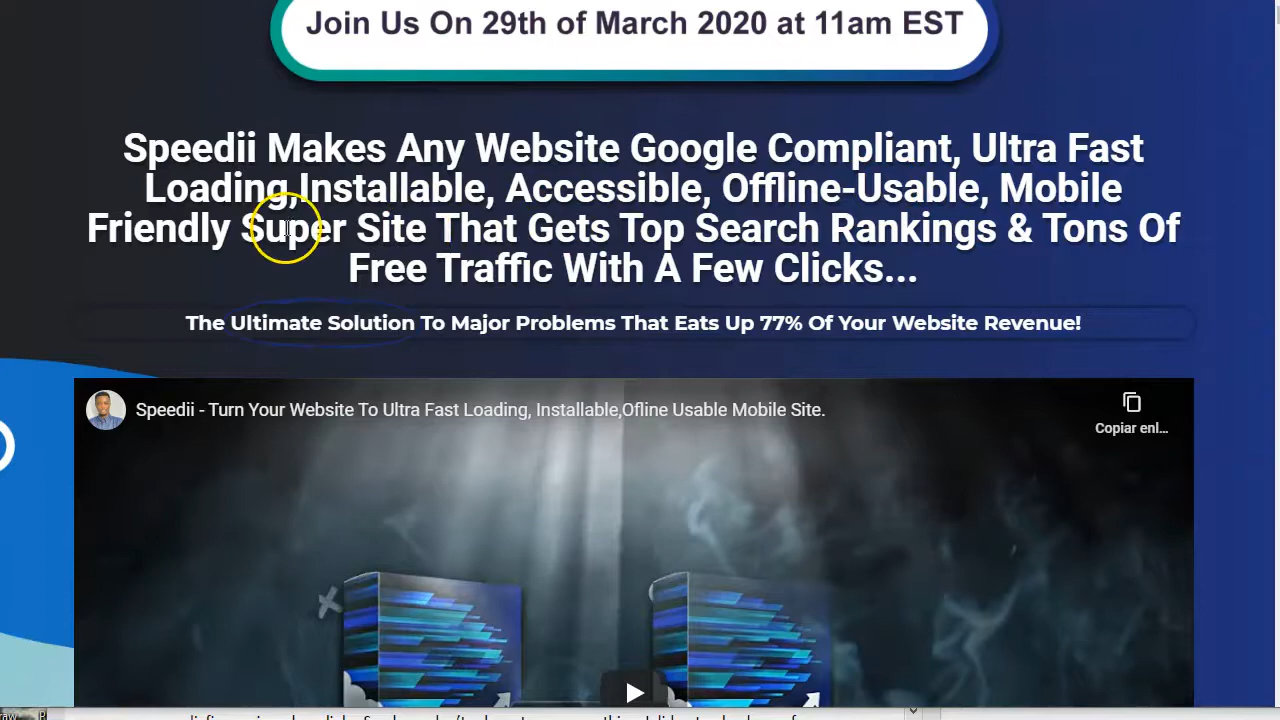 Join Us On 29th of March 2020 at 11am EST
Speedii Makes Any Website Google Compliant, Ultra Fast
Loading,Installable, Accessible, Offline-Usable, Mobile
Friendly Super Site That Gets Top Search Rankings & Tons Of
Free Traffic With A Few Clicks...
The Ultimate Solution To Major Problems That Eats Up 77% Of Your Website Revenue!
Speedii - Turn Your Website To Ultra Fast Loading, Installable,Ofline Usable Mobile Site.
Copiar enl...